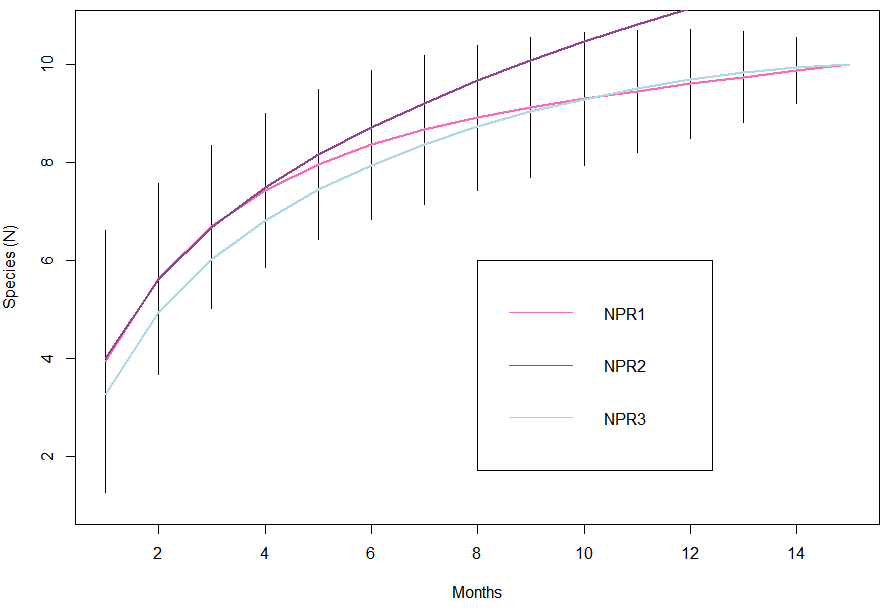 Species (N)
10
8
6
4
2
NPR1
NPR2
NPR3
2 4 6 8 10 12 14
Months